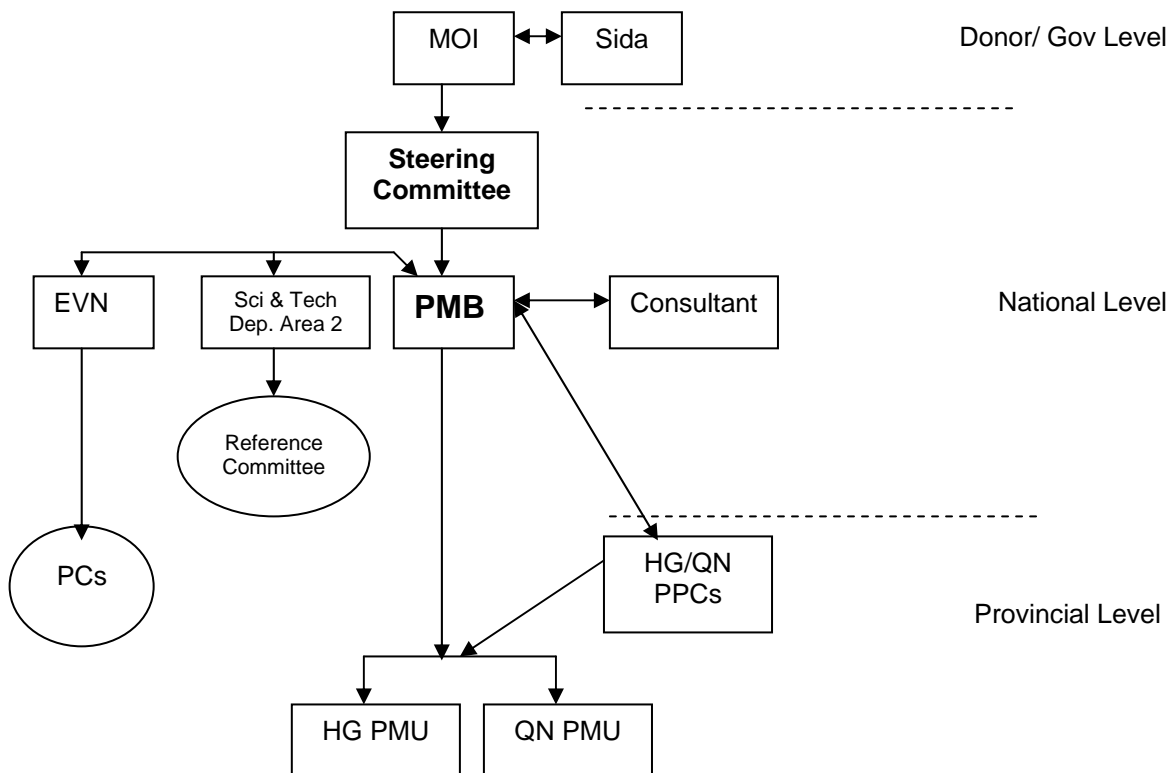 MOI
Sida
Donor/ Gov Level
Steering
Committee
EVN
Sci & Tech
Dep. Area 2
PMB
Consultant
National Level
Reference
Committee
PCs
HG/QN
PPCs
Provincial Level
HG PMU
QN PMU